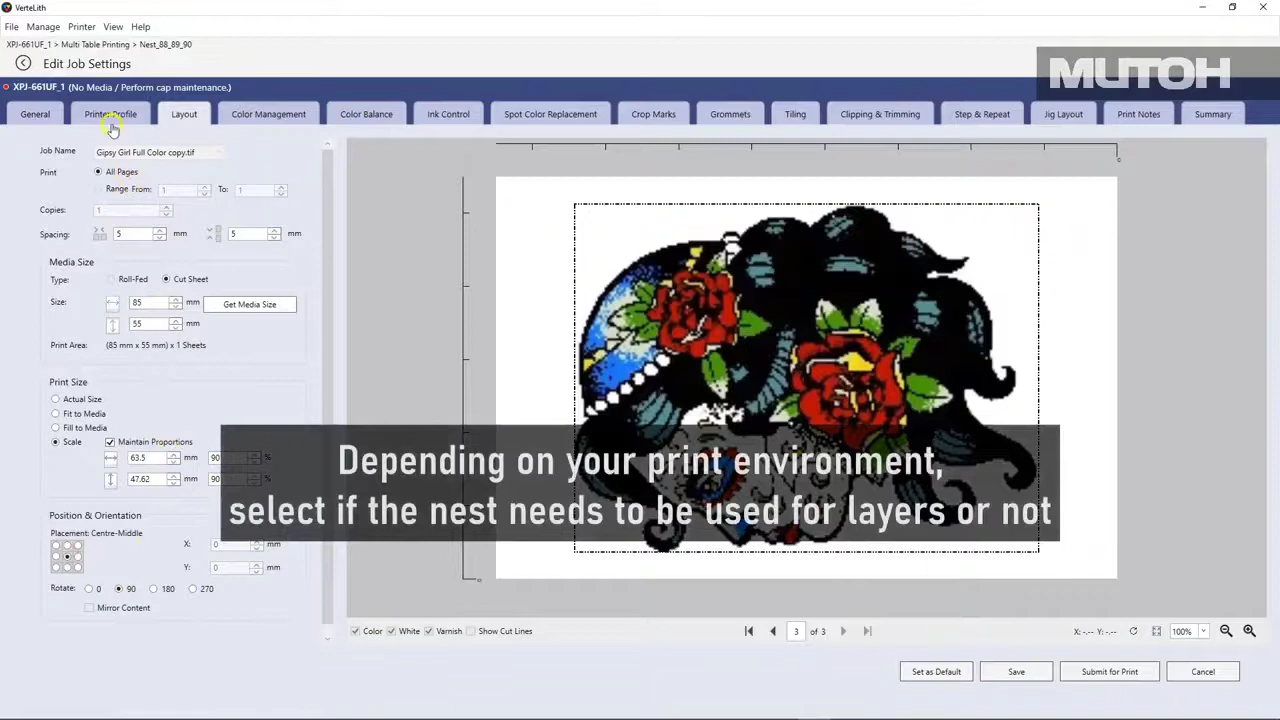 VerteLith
File Manage Printer View Help
XPJ-661UF_1 > Multi Table Printing > Nest_88_89_90
Edit Job Settings
MUTOH
XPJ-661UF_1 (No Media / Perform cap maintenance.)
General Printer Profile Layout Color Management Color Balance Ink Control Spot Color Replacement Crop Marks Grommets Tiling Clipping & Trimming Step & Repeat Jig Layout Print Notes Summary
Job Name Gipsy Girl Full Color copy.tif
Print All Pages
Range From: 1 To: 1
Copies: 1
Spacing: 5 mm 5 mm
Media Size
Type: Roll-Fed Cut Sheet
Size: 85 mm Get Media Size
55 mm
Print Area: (85 mm x 55 mm) x 1 Sheets
Print Size
Actual Size
Fit to Media
Fill to Media
Scale Maintain Proportions
63.5 mm 90 %
47.62 mm 90 %
Depending on your print environment,
select if the nest needs to be used for layers or not
Position & Orientation
Placement: Centre-Middle
X: 0 mm
Y: 0 mm
Rotate: 0 90 180 270
Mirror Content
Color White Varnish Show Cut Lines 3 of 3 X: -.-- Y: -.-- 100%
Set as Default Save Submit for Print Cancel